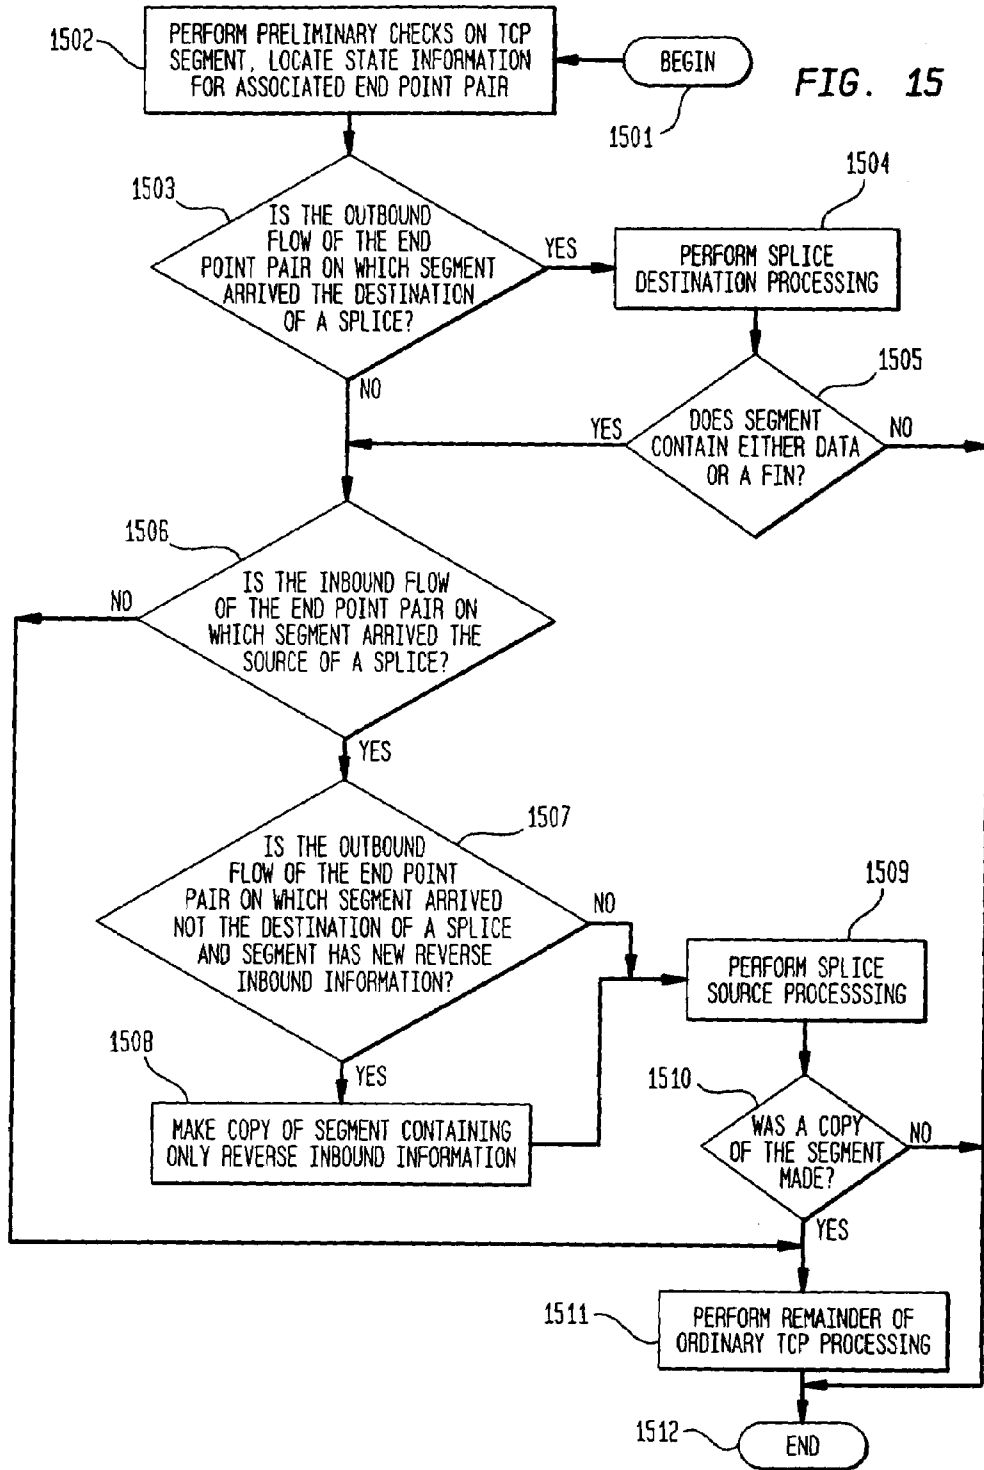 FIG. 15
BEGIN
1501
1502
PERFORM PRELIMINARY CHECKS ON TCP
SEGMENT, LOCATE STATE INFORMATION
FOR ASSOCIATED END POINT PAIR
1503
IS THE OUTBOUND
FLOW OF THE END
POINT PAIR ON WHICH SEGMENT
ARRIVED THE DESTINATION
OF A SPLICE?
YES
NO
1504
PERFORM SPLICE
DESTINATION PROCESSING
1505
DOES SEGMENT
CONTAIN EITHER DATA
OR A FIN?
YES
NO
1506
IS THE INBOUND FLOW
OF THE END POINT PAIR ON
WHICH SEGMENT ARRIVED THE
SOURCE OF A SPLICE?
NO
YES
1507
IS THE OUTBOUND
FLOW OF THE END POINT
PAIR ON WHICH SEGMENT ARRIVED
NOT THE DESTINATION OF A SPLICE
AND SEGMENT HAS NEW REVERSE
INBOUND INFORMATION?
NO
YES
1508
MAKE COPY OF SEGMENT CONTAINING
ONLY REVERSE INBOUND INFORMATION
1509
PERFORM SPLICE
SOURCE PROCESSSING
1510
WAS A COPY
OF THE SEGMENT
MADE?
NO
YES
1511
PERFORM REMAINDER OF
ORDINARY TCP PROCESSING
1512
END